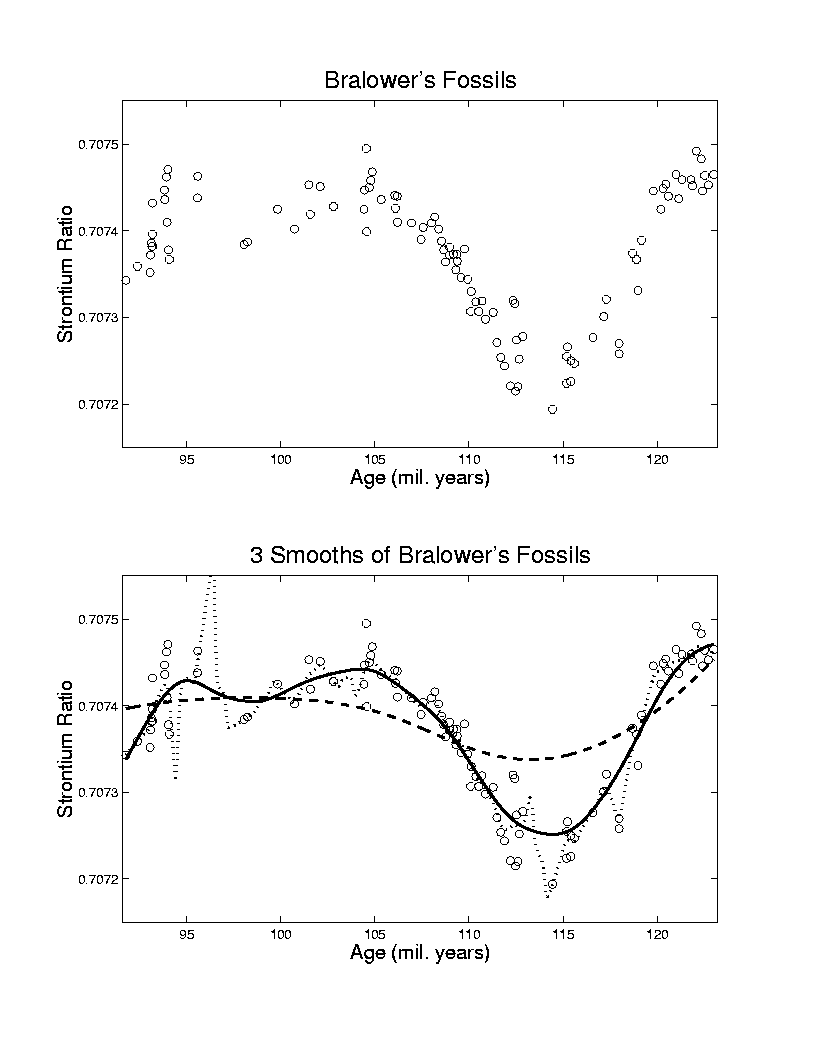 Bralower's Fossils
0.7075
0.7074
0.7073
0.7072
Strontium Ratio
95 100 105 110 115 120
Age (mil. years)
3 Smooths of Bralower's Fossils
0.7075
0.7074
0.7073
0.7072
Strontium Ratio
95 100 105 110 115 120
Age (mil. years)